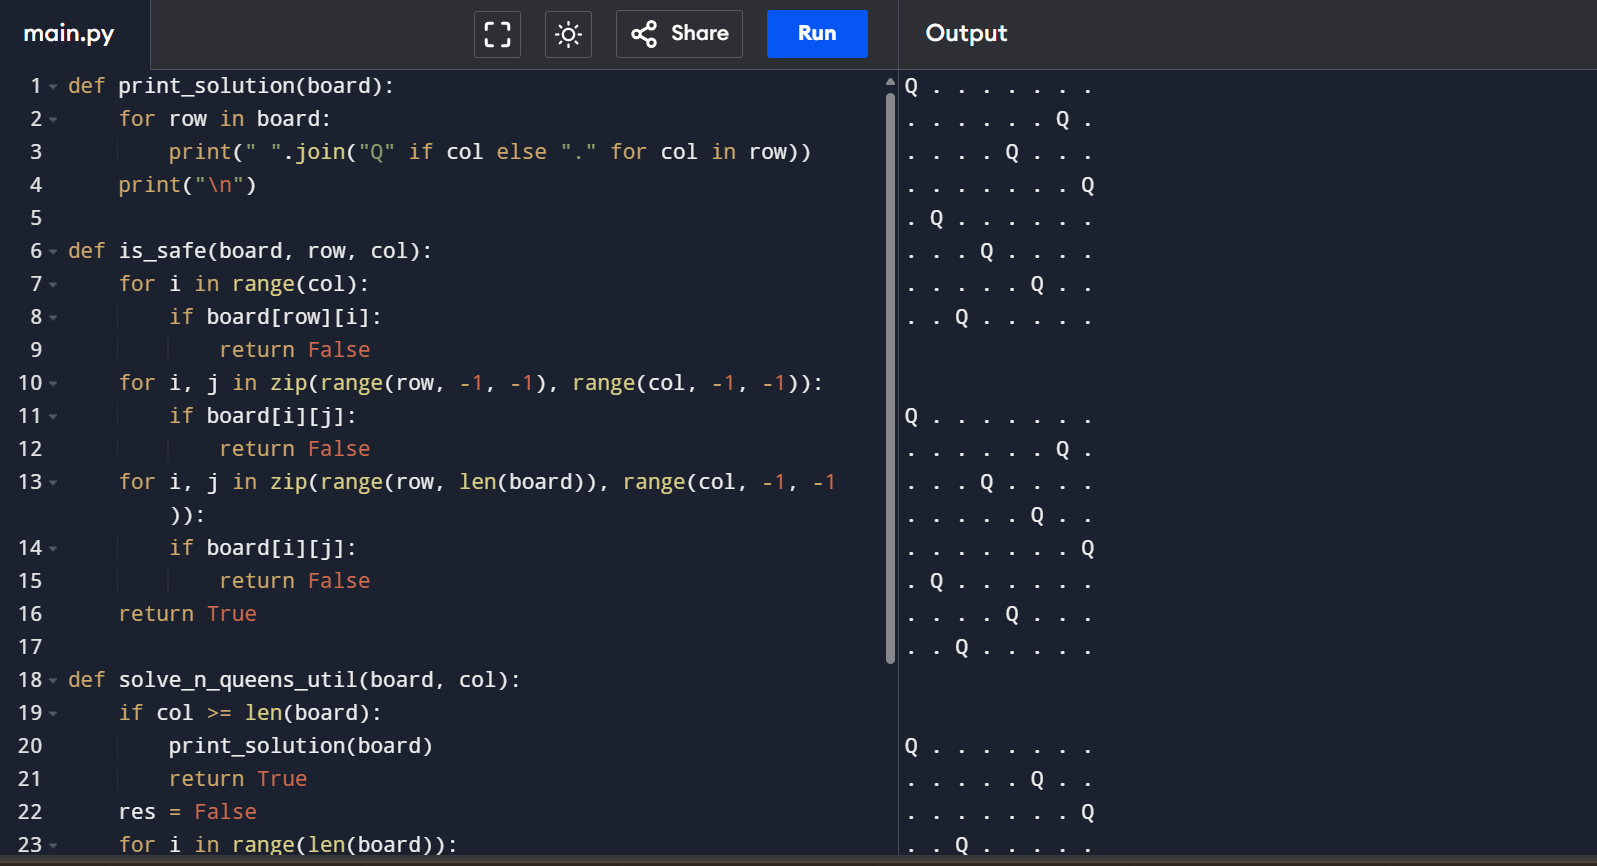 main.py
Share
Run
Output
1 def print_solution(board):
2     for row in board:
3         print(" ".join("Q" if col else "." for col in row))
4     print("\n")
5
6 def is_safe(board, row, col):
7     for i in range(col):
8         if board[row][i]:
9             return False
10     for i, j in zip(range(row, -1, -1), range(col, -1, -1)):
11         if board[i][j]:
12             return False
13     for i, j in zip(range(row, len(board)), range(col, -1, -1
)):
14         if board[i][j]:
15             return False
16     return True
17
18 def solve_n_queens_util(board, col):
19     if col >= len(board):
20         print_solution(board)
21         return True
22     res = False
23     for i in range(len(board)):
Q . . . . . . .
. . . . . . Q .
. . . . Q . . .
. . . . . . . Q
. Q . . . . . .
. . . Q . . . .
. . . . . Q . .
. . Q . . . . .
Q . . . . . . .
. . . . . . Q .
. . . Q . . . .
. . . . . Q . .
. . . . . . . Q
. Q . . . . . .
. . . . Q . . .
. . Q . . . . .
Q . . . . . . .
. . . . . Q . .
. . . . . . . Q
. . Q . . . . .